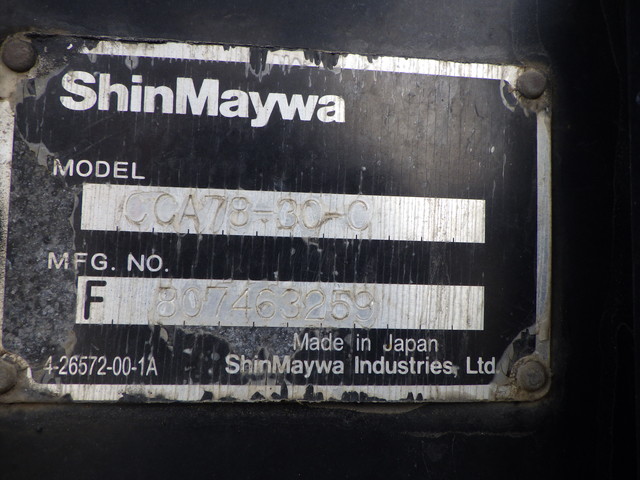 ShinMaywa
MODEL
CCA78-30-C
MFG. NO.
F 807463259
Made in Japan
4-26572-00-1A ShinMaywa Industries, Ltd